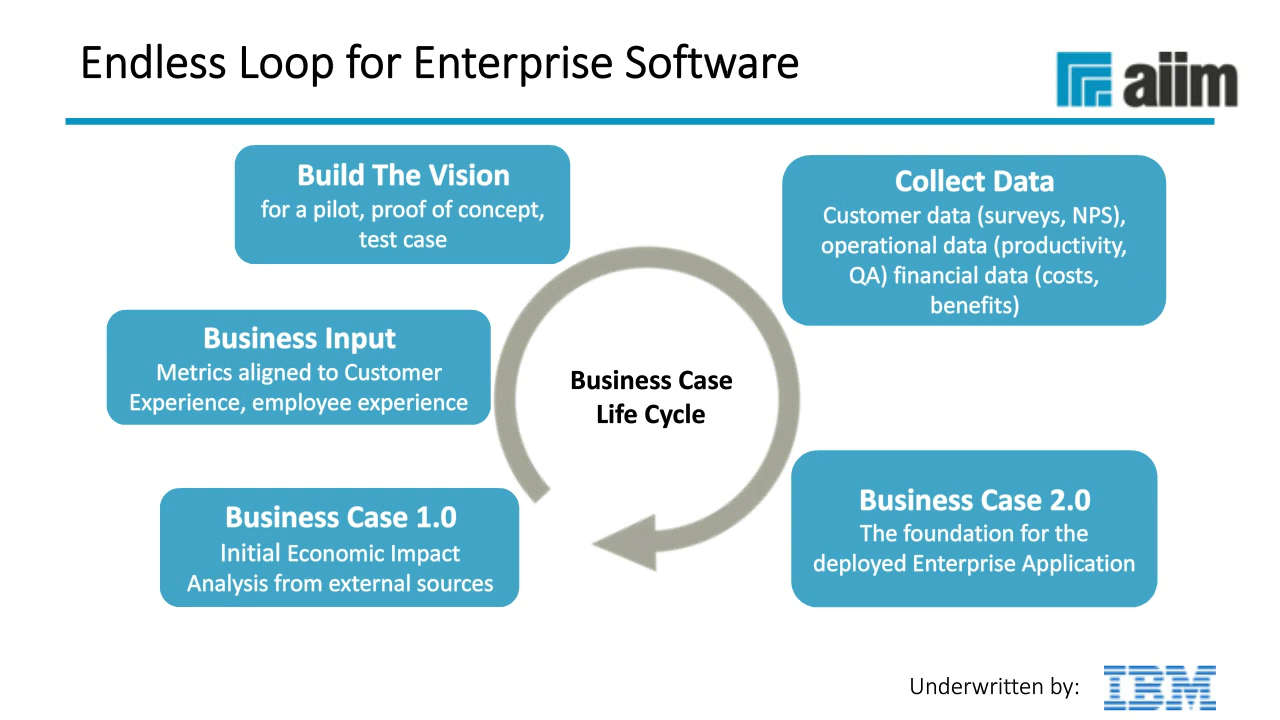 Endless Loop for Enterprise Software
aiim
Build The Vision
for a pilot, proof of concept,
test case
Collect Data
Customer data (surveys, NPS),
operational data (productivity,
QA) financial data (costs,
benefits)
Business Input
Metrics aligned to Customer
Experience, employee experience
Business Case
Life Cycle
Business Case 1.0
Initial Economic Impact
Analysis from external sources
Business Case 2.0
The foundation for the
deployed Enterprise Application
Underwritten by:
IBM